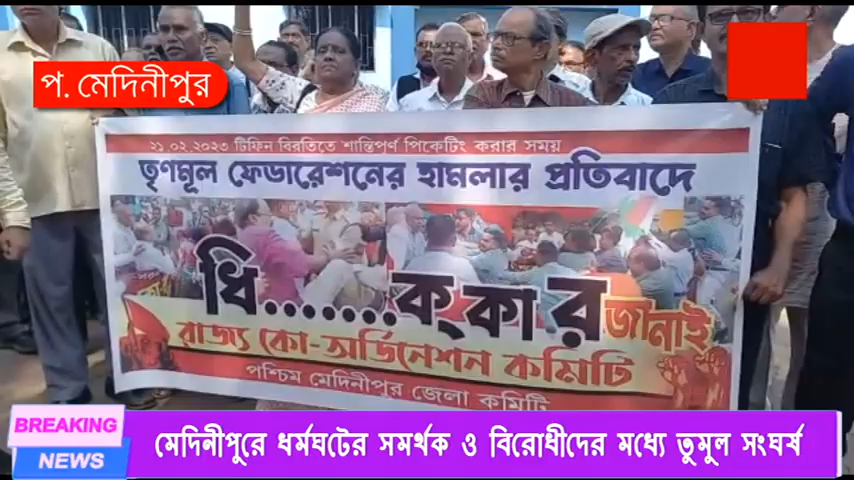 প. মেদিনীপুর
২১.০২.২০২৩ টিফিন বিরতিতে শান্তিপূর্ণ পিকেটিং করার সময়
তৃণমূল ফেডারেশনের হামলার প্রতিবাদে
ধি.......ক্কার জানাই
রাজ্য কো-অর্ডিনেশন কমিটি
পশ্চিম মেদিনীপুর জেলা কমিটি
BREAKING
NEWS
মেদিনীপুরে ধর্মঘটের সমর্থক ও বিরোধীদের মধ্যে তুমুল সংঘর্ষ